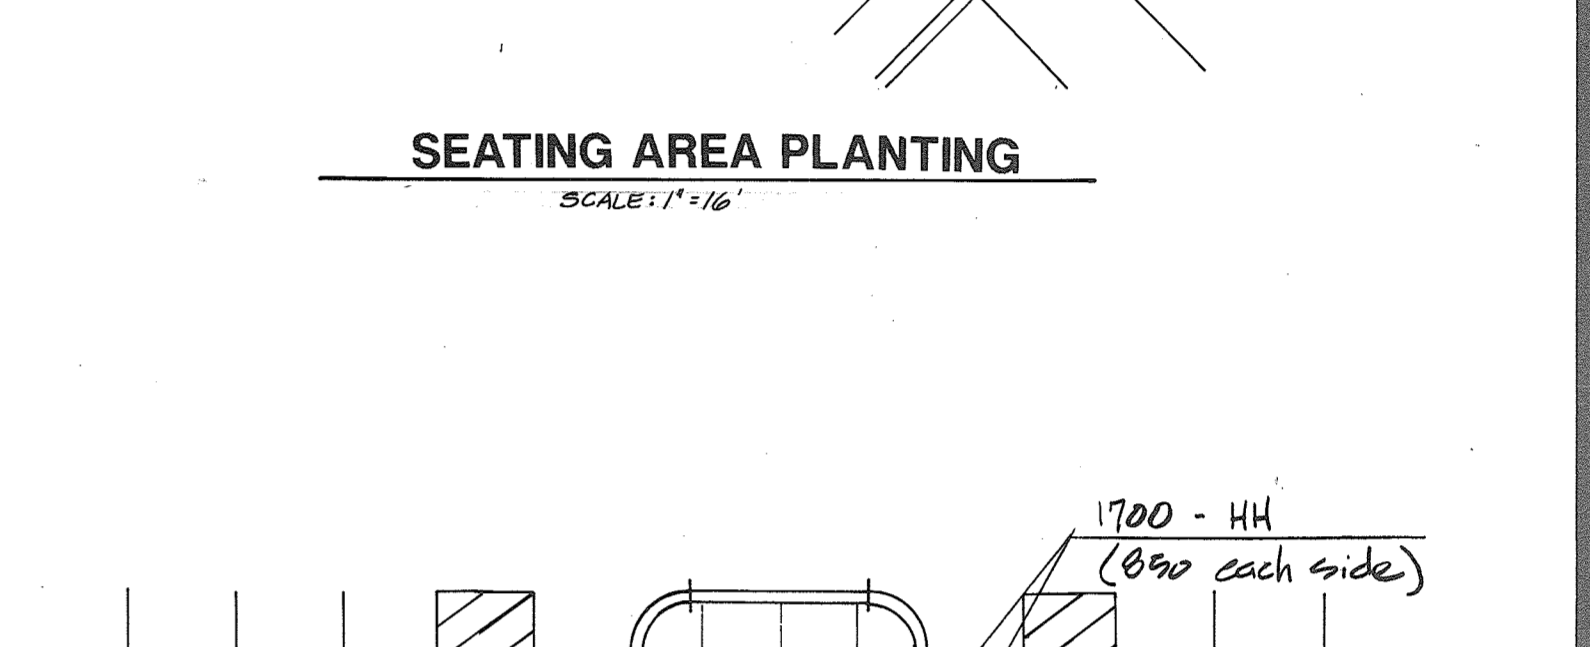 SEATING AREA PLANTING
SCALE: 1" = 16'
1700 - HH
(850 each side)